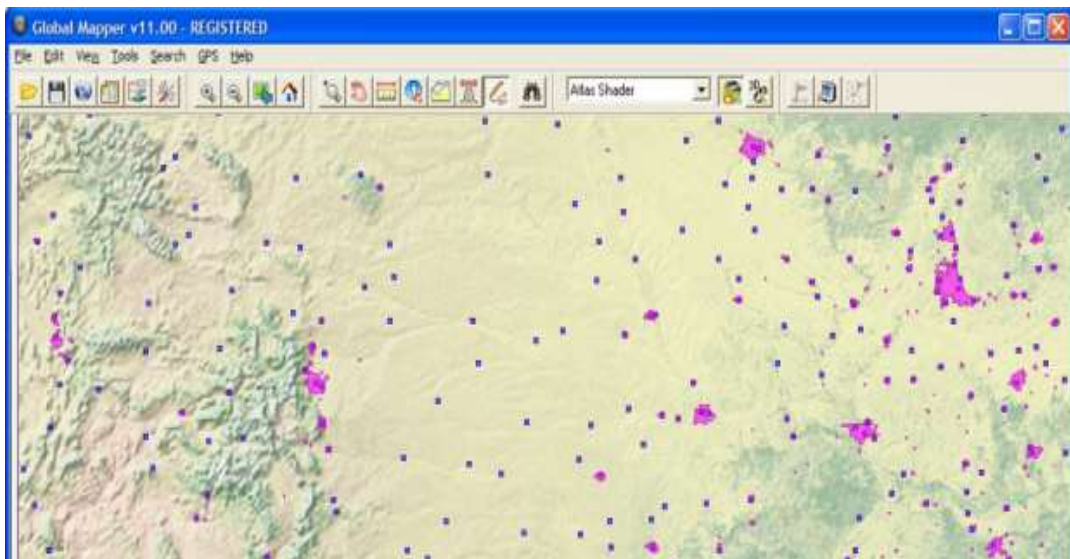 Global Mapper v11.00 - REGISTERED
File Edit View Tools Search GPS Help
Atlas Shader